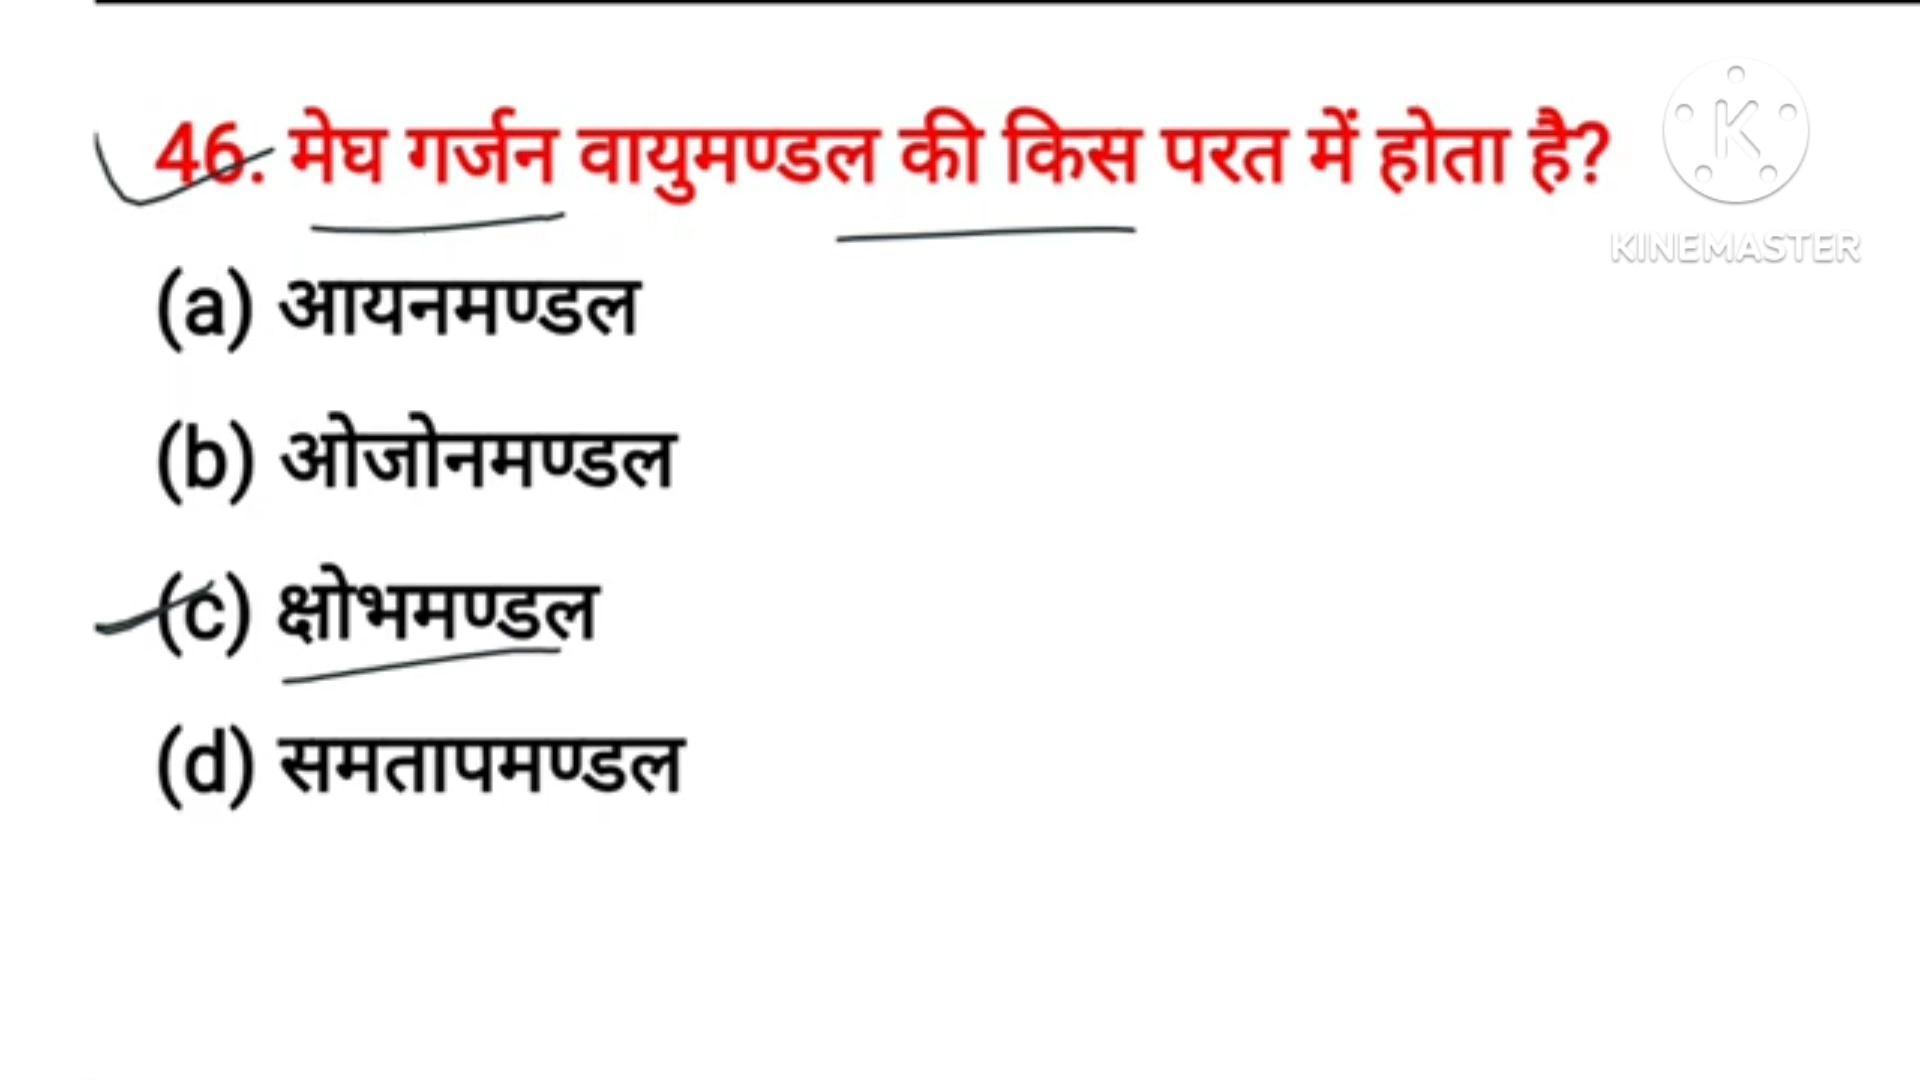 46. मेघ गर्जन वायुमण्डल की किस परत में होता है?
K
KINEMASTER
(a) आयनमण्डल
(b) ओजोनमण्डल
(c) क्षोभमण्डल
(d) समतापमण्डल